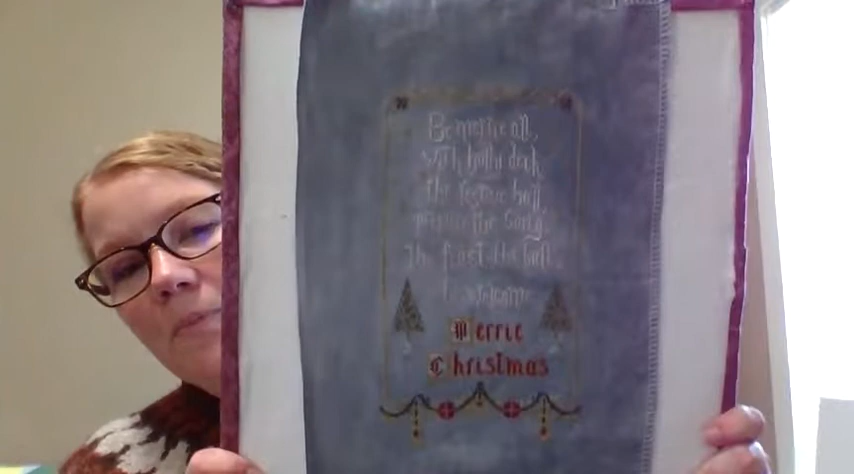 Be merrie all,
with holly deck
the festive hall,
prepare the song,
the feast, the ball,
to welcome
Merrie
Christmas